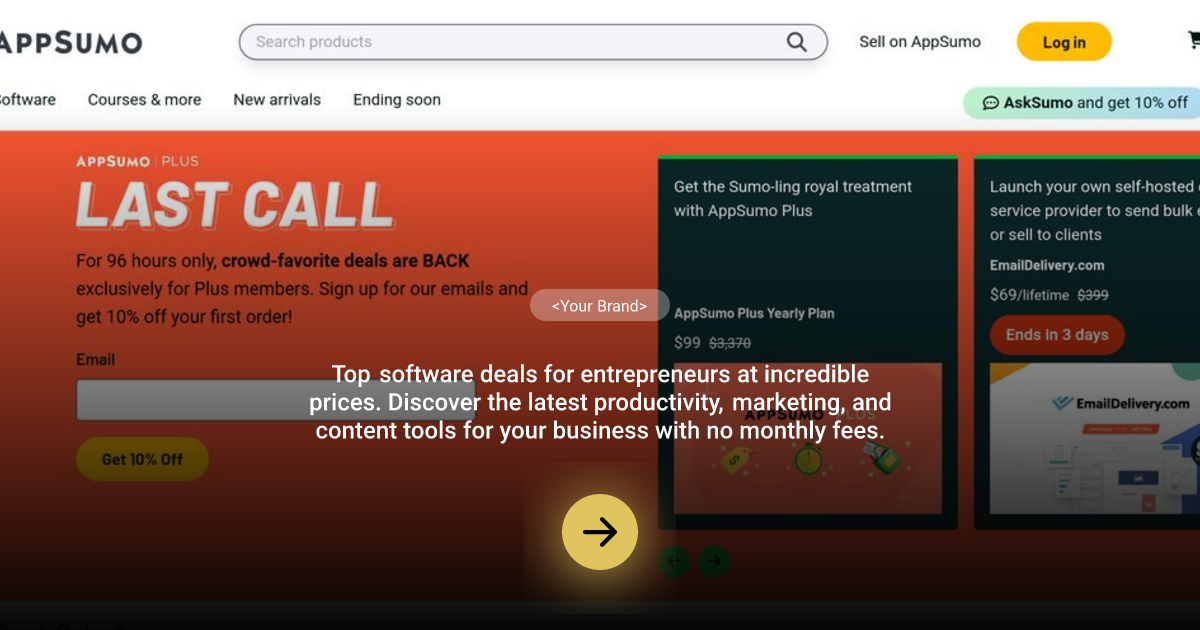 APPSUMO
Search products
Sell on AppSumo
Log in
Software
Courses & more
New arrivals
Ending soon
AskSumo and get 10% off
APPSUMO | PLUS
LAST CALL
For 96 hours only, crowd-favorite deals are BACK
exclusively for Plus members. Sign up for our emails and
get 10% off your first order!
Email
Get 10% Off
<Your Brand>
Top software deals for entrepreneurs at incredible
prices. Discover the latest productivity, marketing, and
content tools for your business with no monthly fees.
Get the Sumo-ling royal treatment
with AppSumo Plus
AppSumo Plus Yearly Plan
$99 $3,370
APPSUMO PLUS
Launch your own self-hosted
service provider to send bulk
or sell to clients
EmailDelivery.com
$69/lifetime $399
Ends in 3 days
EmailDelivery.com